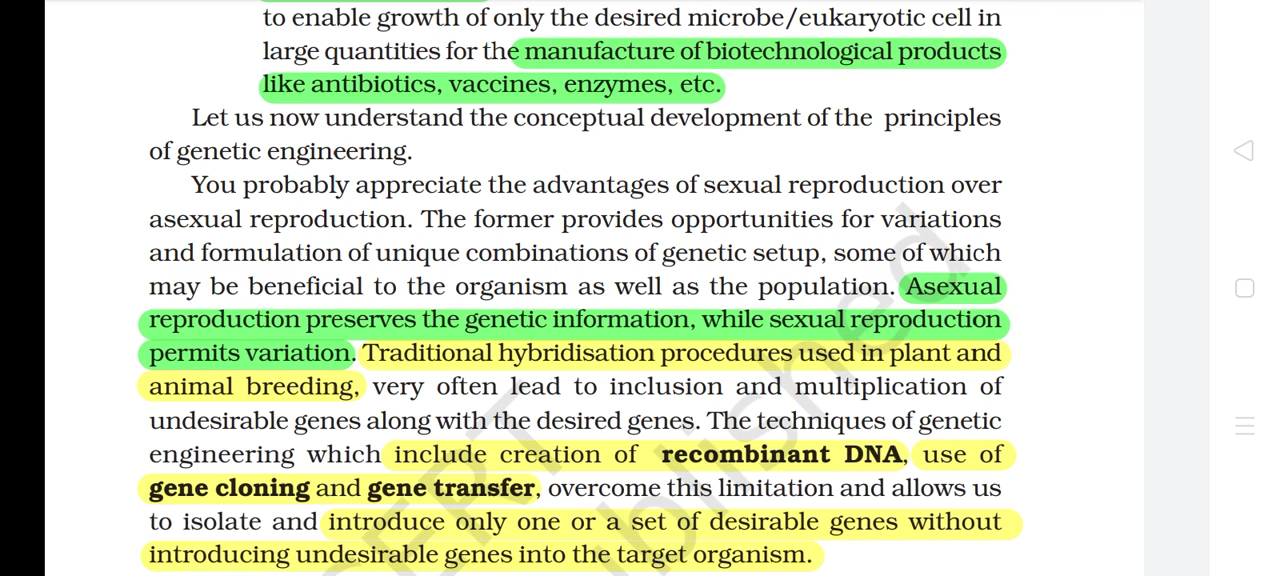 to enable growth of only the desired microbe/eukaryotic cell in
large quantities for the manufacture of biotechnological products
like antibiotics, vaccines, enzymes, etc.
Let us now understand the conceptual development of the principles
of genetic engineering.
You probably appreciate the advantages of sexual reproduction over
asexual reproduction. The former provides opportunities for variations
and formulation of unique combinations of genetic setup, some of which
may be beneficial to the organism as well as the population. Asexual
reproduction preserves the genetic information, while sexual reproduction
permits variation. Traditional hybridisation procedures used in plant and
animal breeding, very often lead to inclusion and multiplication of
undesirable genes along with the desired genes. The techniques of genetic
engineering which include creation of recombinant DNA, use of
gene cloning and gene transfer, overcome this limitation and allows us
to isolate and introduce only one or a set of desirable genes without
introducing undesirable genes into the target organism.